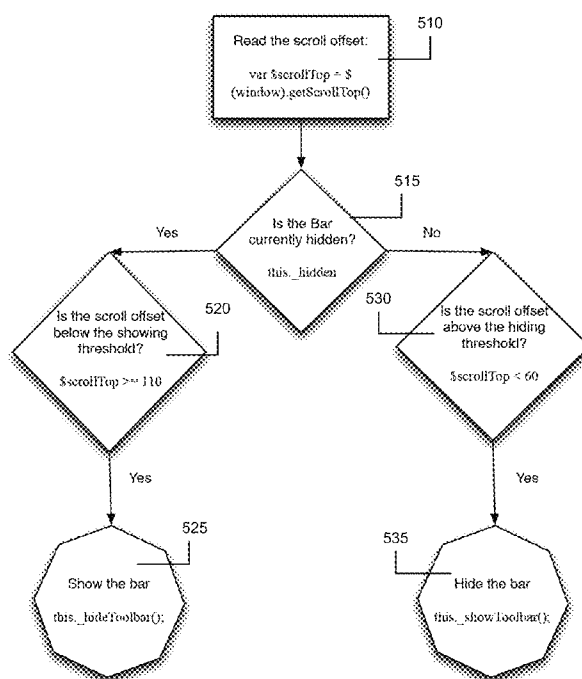 510
Read the scroll offset:
var $scrollTop = $
(window).getScrollTop()
515
Is the Bar
currently hidden?
this._hidden
Yes
No
520
Is the scroll offset
below the showing
threshold?
$scrollTop >= 110
530
Is the scroll offset
above the hiding
threshold?
$scrollTop < 60
Yes
Yes
525
Show the bar
this._hideToolbar();
535
Hide the bar
this._showToolbar();